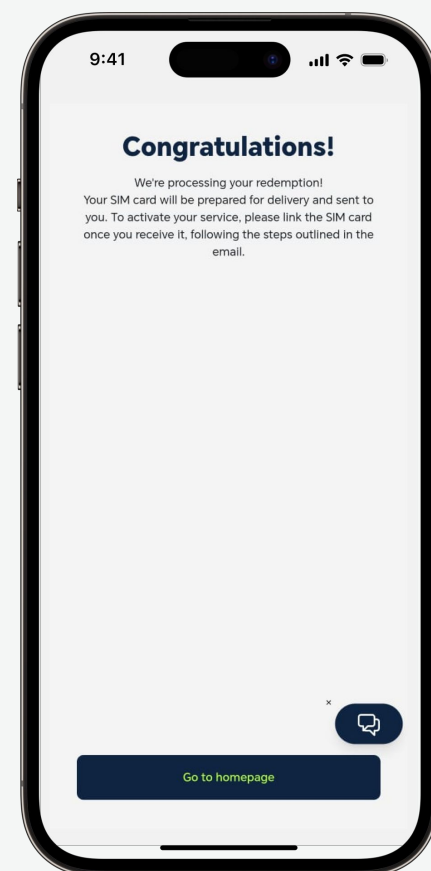 9:41
Congratulations!
We're processing your redemption!
Your SIM card will be prepared for delivery and sent to
you. To activate your service, please link the SIM card
once you receive it, following the steps outlined in the
email.
×
Go to homepage